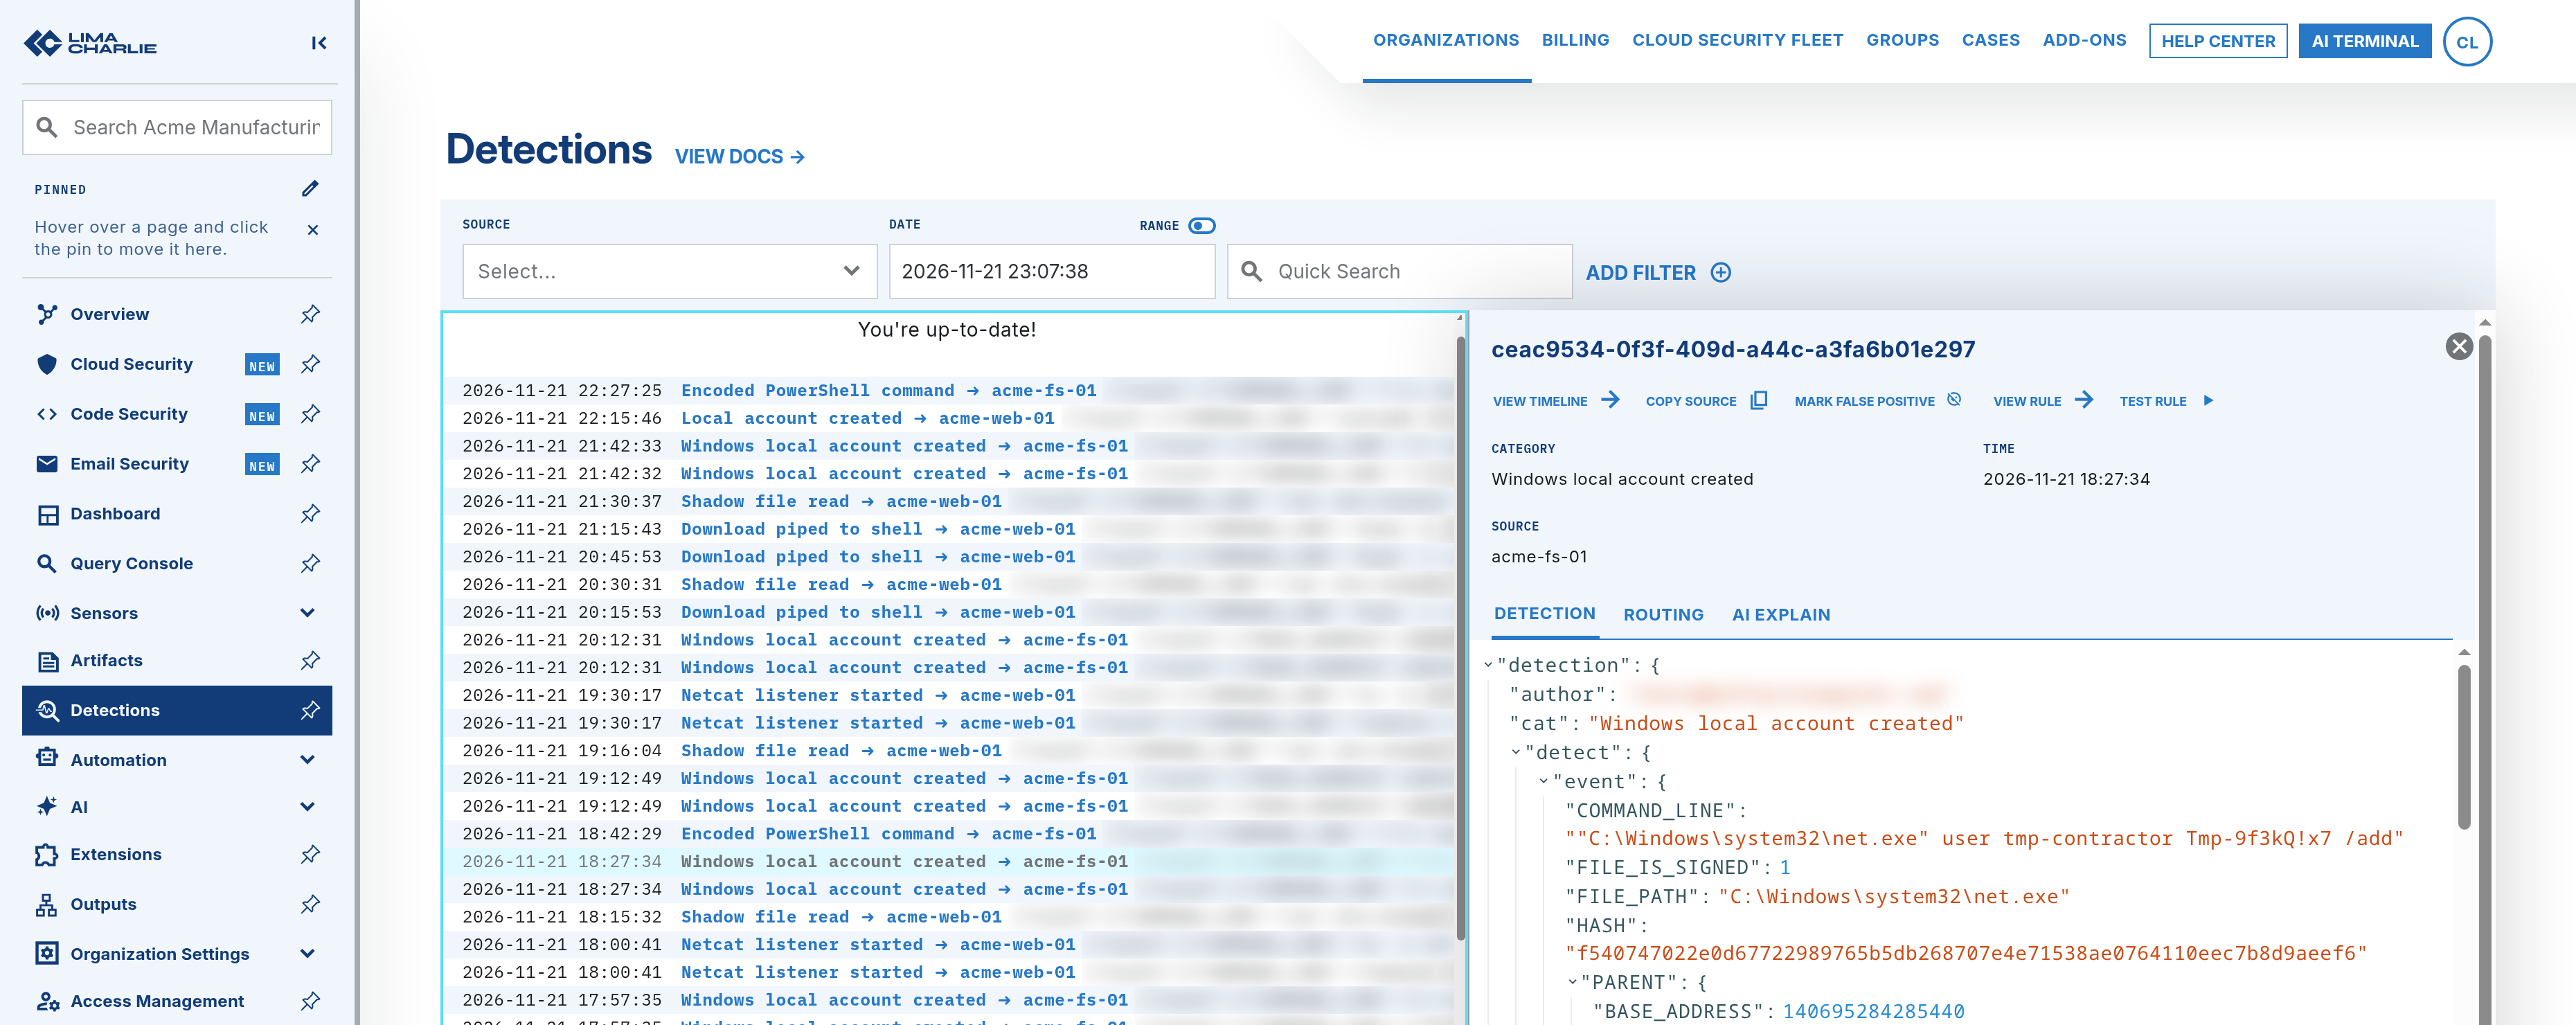 LIMA
CHARLIE
Search Acme Manufacturin
PINNED
Hover over a page and click
the pin to move it here.
Overview
Cloud Security NEW
Code Security NEW
Email Security NEW
Dashboard
Query Console
Sensors
Artifacts
Detections
Automation
AI
Extensions
Outputs
Organization Settings
Access Management
ORGANIZATIONS BILLING CLOUD SECURITY FLEET GROUPS CASES ADD-ONS HELP CENTER AI TERMINAL CL
Detections VIEW DOCS →
SOURCE DATE RANGE
Select... 2026-11-21 23:07:38 Quick Search ADD FILTER
You're up-to-date!
2026-11-21 22:27:25 Encoded PowerShell command → acme-fs-01
2026-11-21 22:15:46 Local account created → acme-web-01
2026-11-21 21:42:33 Windows local account created → acme-fs-01
2026-11-21 21:42:32 Windows local account created → acme-fs-01
2026-11-21 21:30:37 Shadow file read → acme-web-01
2026-11-21 21:15:43 Download piped to shell → acme-web-01
2026-11-21 20:45:53 Download piped to shell → acme-web-01
2026-11-21 20:30:31 Shadow file read → acme-web-01
2026-11-21 20:15:53 Download piped to shell → acme-web-01
2026-11-21 20:12:31 Windows local account created → acme-fs-01
2026-11-21 20:12:31 Windows local account created → acme-fs-01
2026-11-21 19:30:17 Netcat listener started → acme-web-01
2026-11-21 19:30:17 Netcat listener started → acme-web-01
2026-11-21 19:16:04 Shadow file read → acme-web-01
2026-11-21 19:12:49 Windows local account created → acme-fs-01
2026-11-21 19:12:49 Windows local account created → acme-fs-01
2026-11-21 18:42:29 Encoded PowerShell command → acme-fs-01
2026-11-21 18:27:34 Windows local account created → acme-fs-01
2026-11-21 18:27:34 Windows local account created → acme-fs-01
2026-11-21 18:15:32 Shadow file read → acme-web-01
2026-11-21 18:00:41 Netcat listener started → acme-web-01
2026-11-21 18:00:41 Netcat listener started → acme-web-01
2026-11-21 17:57:35 Windows local account created → acme-fs-01
2026-11-21 17:57:35 Windows local account created → acme-fs-01
ceac9534-0f3f-409d-a44c-a3fa6b01e297
VIEW TIMELINE COPY SOURCE MARK FALSE POSITIVE VIEW RULE TEST RULE
CATEGORY TIME
Windows local account created 2026-11-21 18:27:34
SOURCE
acme-fs-01
DETECTION ROUTING AI EXPLAIN
"detection": {
"author":
"cat": "Windows local account created"
"detect": {
"event": {
"COMMAND_LINE":
""C:\Windows\system32\net.exe" user tmp-contractor Tmp-9f3kQ!x7 /add"
"FILE_IS_SIGNED": 1
"FILE_PATH": "C:\Windows\system32\net.exe"
"HASH":
"f540747022e0d67722989765b5db268707e4e71538ae0764110eec7b8d9aeef6"
"PARENT": {
"BASE_ADDRESS": 140695284285440